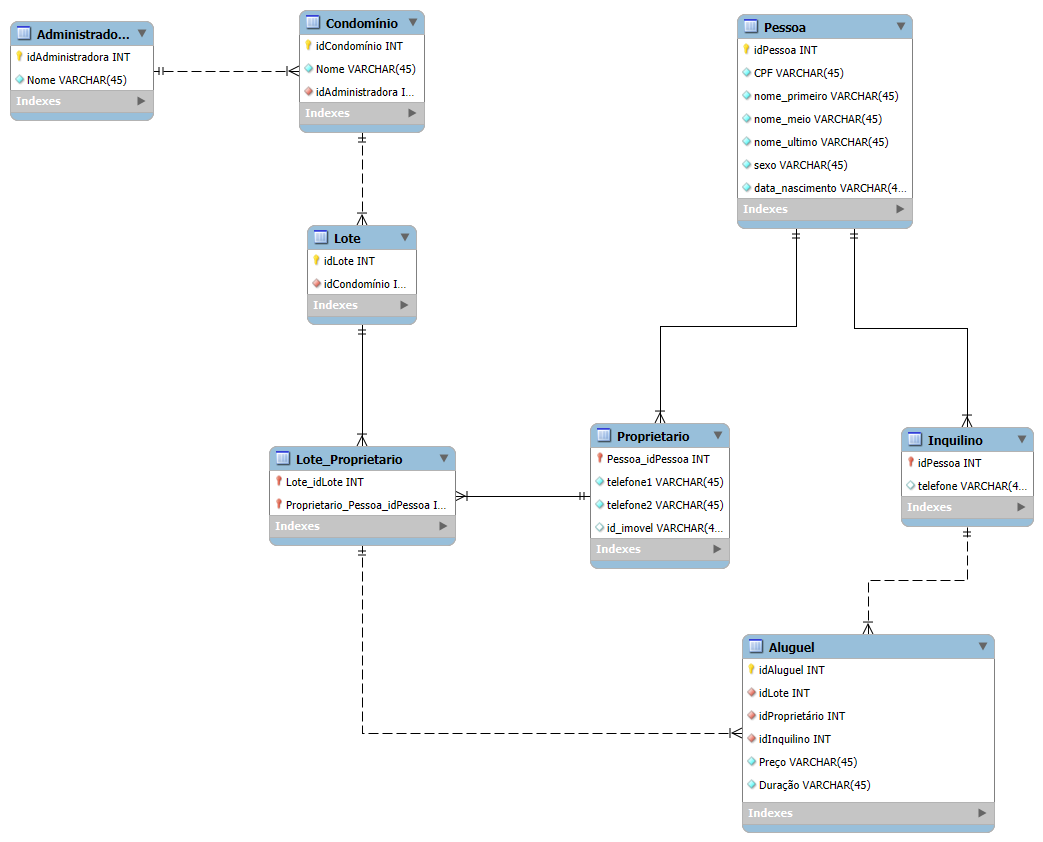 Administrado...
idAdministradora INT
Nome VARCHAR(45)
Indexes
Condomínio
idCondomínio INT
Nome VARCHAR(45)
idAdministradora I...
Indexes
Pessoa
idPessoa INT
CPF VARCHAR(45)
nome_primeiro VARCHAR(45)
nome_meio VARCHAR(45)
nome_ultimo VARCHAR(45)
sexo VARCHAR(45)
data_nascimento VARCHAR(4...
Indexes
Lote
idLote INT
idCondomínio I...
Indexes
Lote_Proprietario
Lote_idLote INT
Proprietario_Pessoa_idPessoa I...
Indexes
Proprietario
Pessoa_idPessoa INT
telefone1 VARCHAR(45)
telefone2 VARCHAR(45)
id_imovel VARCHAR(4...
Indexes
Inquilino
idPessoa INT
telefone VARCHAR(4...
Indexes
Aluguel
idAluguel INT
idLote INT
idProprietário INT
idInquilino INT
Preço VARCHAR(45)
Duração VARCHAR(45)
Indexes